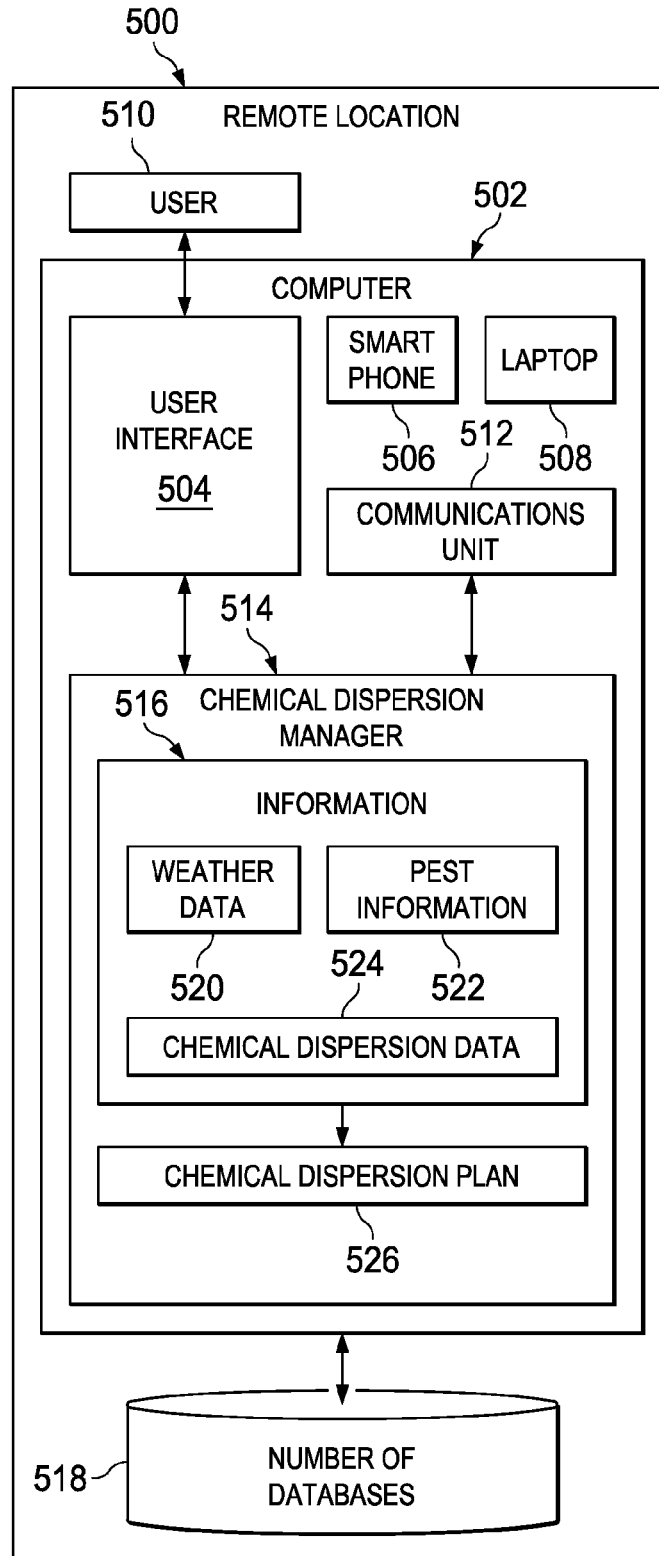 500
REMOTE LOCATION
510
USER
502
COMPUTER
USER
INTERFACE
504
SMART
PHONE
506
LAPTOP
508
512
COMMUNICATIONS
UNIT
514
CHEMICAL DISPERSION
MANAGER
516
INFORMATION
WEATHER
DATA
520
PEST
INFORMATION
522
524
CHEMICAL DISPERSION DATA
CHEMICAL DISPERSION PLAN
526
518
NUMBER OF
DATABASES